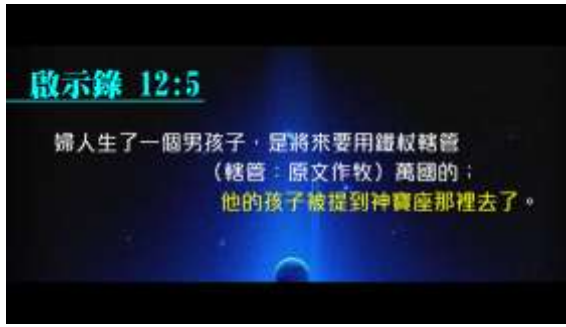 啟示錄 12:5
婦人生了一個男孩子，是將來要用鐵杖轄管
（轄管：原文作牧）萬國的；
他的孩子被提到神寶座那裡去了。